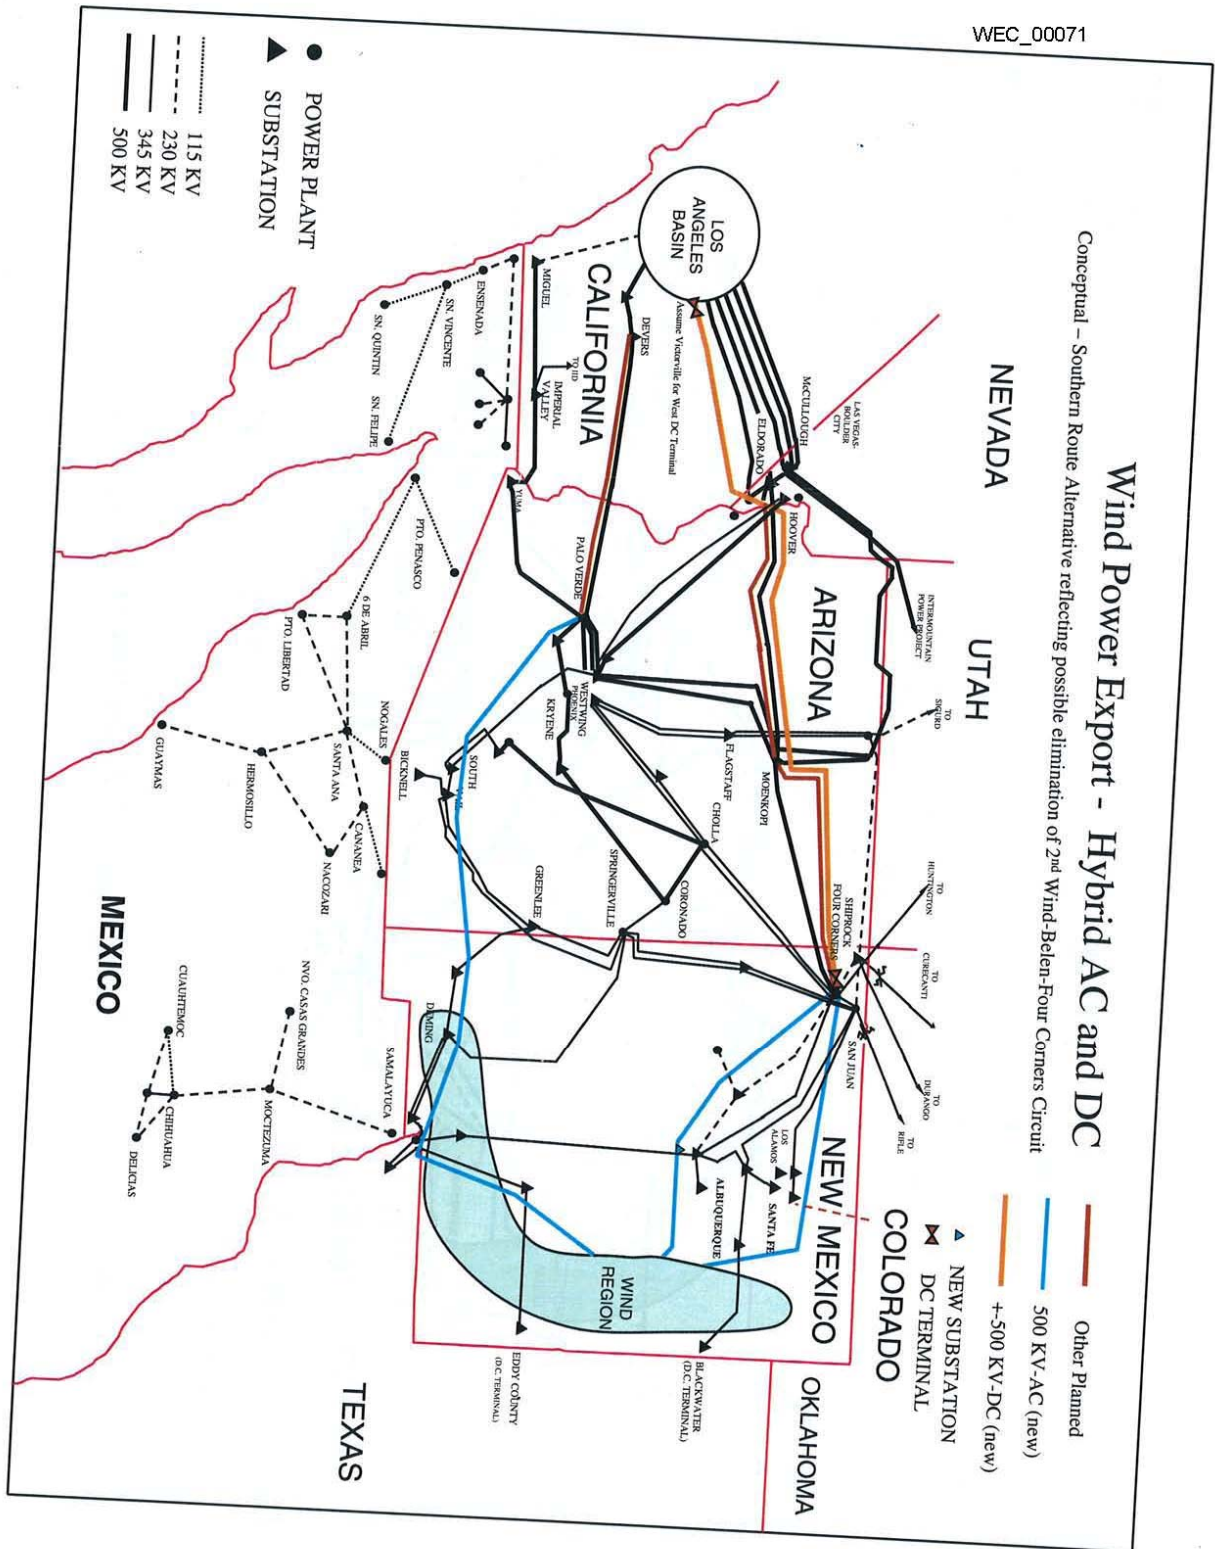 WEC_00071
Wind Power Export - Hybrid AC and DC
Conceptual – Southern Route Alternative reflecting possible elimination of 2nd Wind-Belen-Four Corners Circuit
Other Planned
500 KV-AC (new)
+-500 KV-DC (new)
NEW SUBSTATION
DC TERMINAL
NEVADA
UTAH
COLORADO
OKLAHOMA
CALIFORNIA
ARIZONA
NEW MEXICO
TEXAS
MEXICO
LOS
ANGELES
BASIN
Assume Victorville for West DC Terminal
LAS VEGAS-
BOULDER
CITY
McCULLOUGH
ELDORADO
HOOVER
INTERMOUNTAIN
POWER PROJECT
TO
SIGURD
TO
HUNTINGTON
TO
CURECANTI
TO
DURANGO
TO
RIFLE
SHIPROCK
FOUR CORNERS
SAN JUAN
MOENKOPI
FLAGSTAFF
CHOLLA
CORONADO
SPRINGERVILLE
GREENLEE
DEVERS
MIGUEL
TO IID
IMPERIAL
VALLEY
YUMA
PALO VERDE
WESTWING
PHOENIX
KRYENE
SOUTH
BICKNELL
DEMING
LOS
ALAMOS
SANTA FE
ALBUQUERQUE
WIND
REGION
BLACKWATER
(D.C. TERMINAL)
EDDY COUNTY
(D.C. TERMINAL)
ENSENADA
SN. VINCENTE
SN. QUINTIN
SN. FELIPE
PTO. PENASCO
6 DE ABRIL
PTO. LIBERTAD
NOGALES
SANTA ANA
GUAYMAS
HERMOSILLO
CANANEA
NACOZARI
CUAUHTEMOC
NVO. CASAS GRANDES
SAMALAYUCA
MOCTEZUMA
CHIHUAHUA
DELICIAS
POWER PLANT
SUBSTATION
115 KV
230 KV
345 KV
500 KV